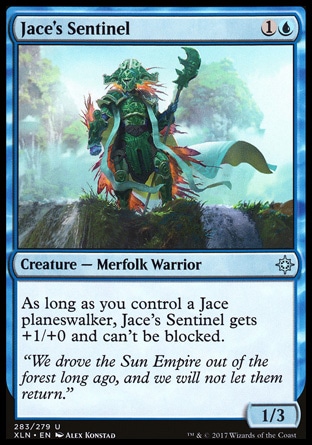 Jace's Sentinel 1
Creature — Merfolk Warrior
As long as you control a Jace
planeswalker, Jace's Sentinel gets
+1/+0 and can't be blocked.
"We drove the Sun Empire out of the
forest long ago, and we will not let them
return."
1/3
283/279 U
XLN • EN Alex Konstad
™ & © 2017 Wizards of the Coast